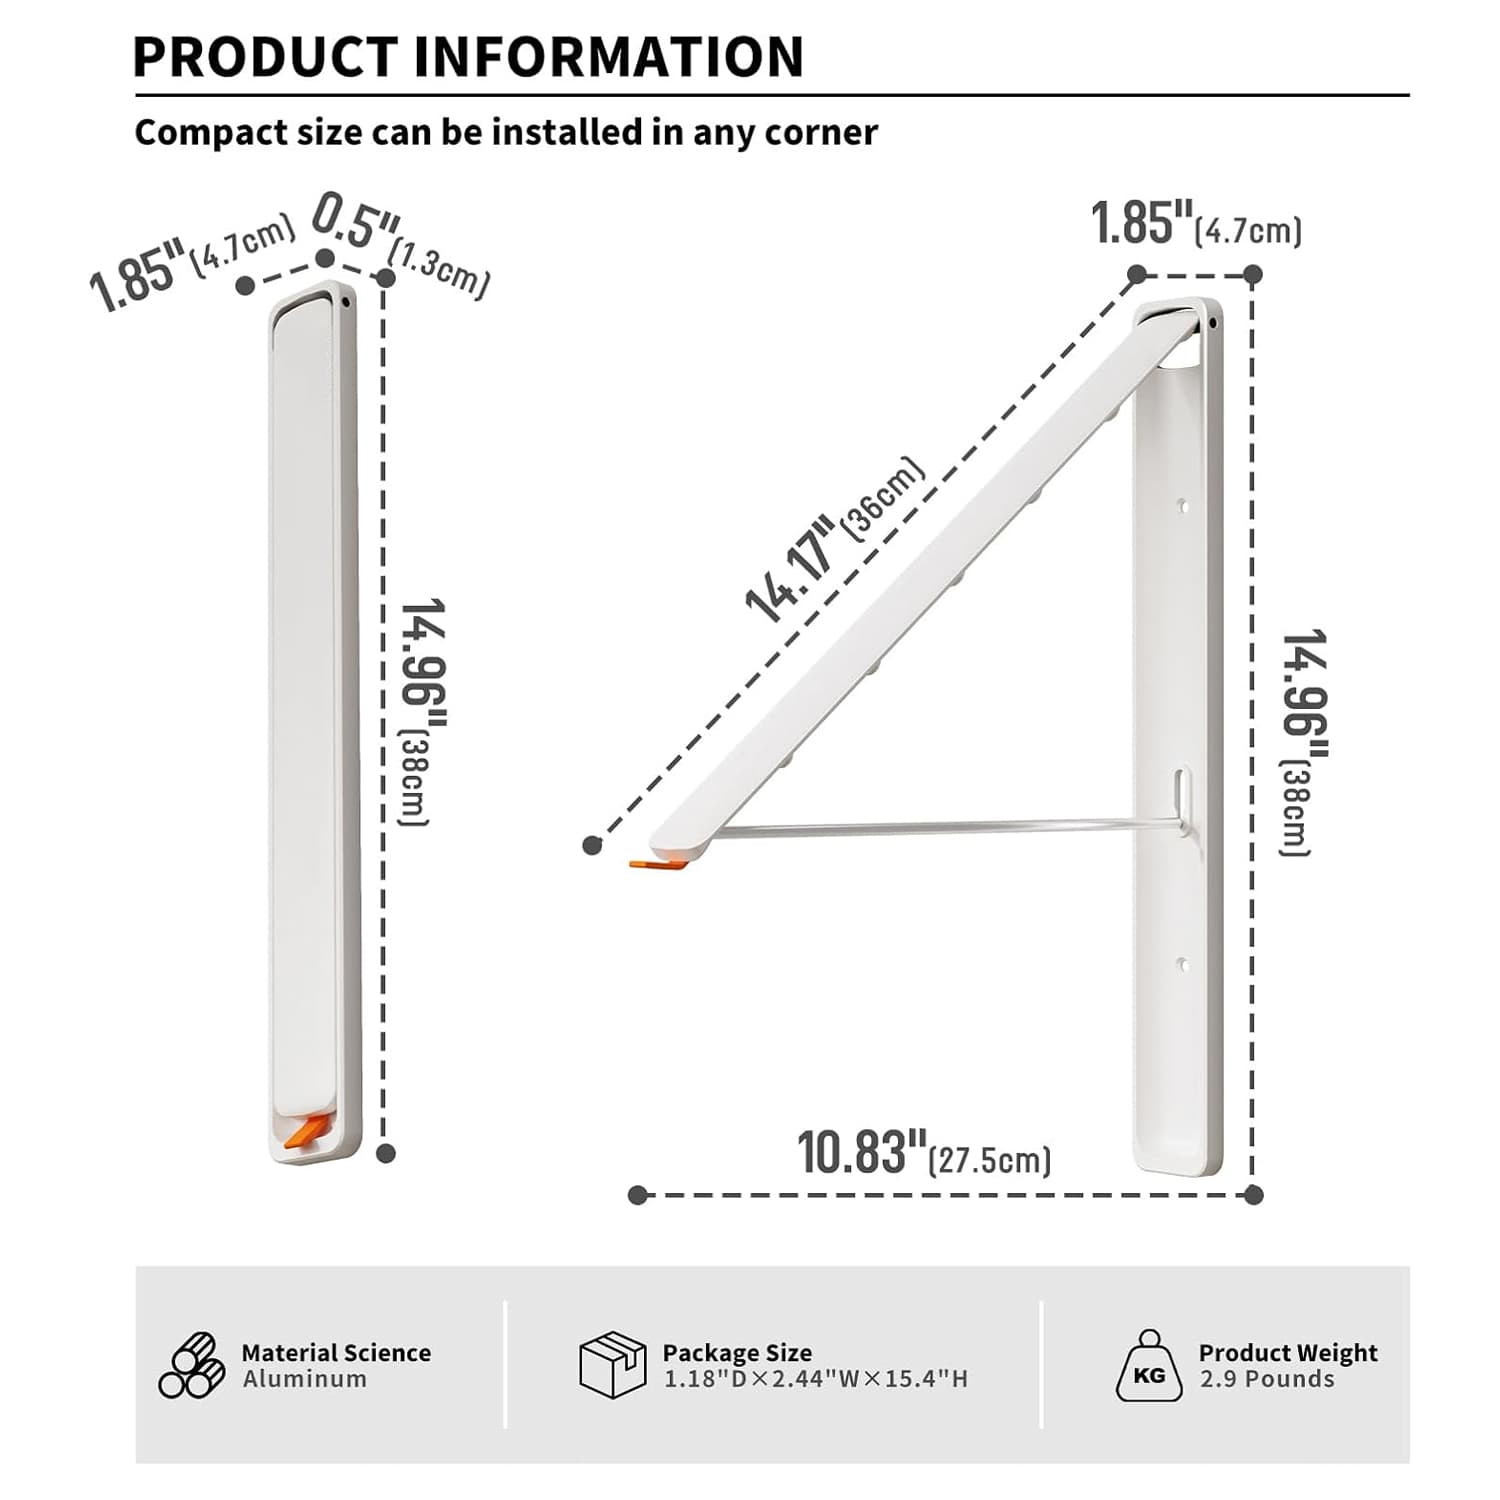 PRODUCT INFORMATION
Compact size can be installed in any corner
1.85"(4.7cm)
0.5"(1.3cm)
14.96"(38cm)
1.85"(4.7cm)
14.17"(36cm)
14.96"(38cm)
10.83"(27.5cm)
Material Science
Aluminum
Package Size
1.18"D×2.44"W×15.4"H
KG
Product Weight
2.9 Pounds